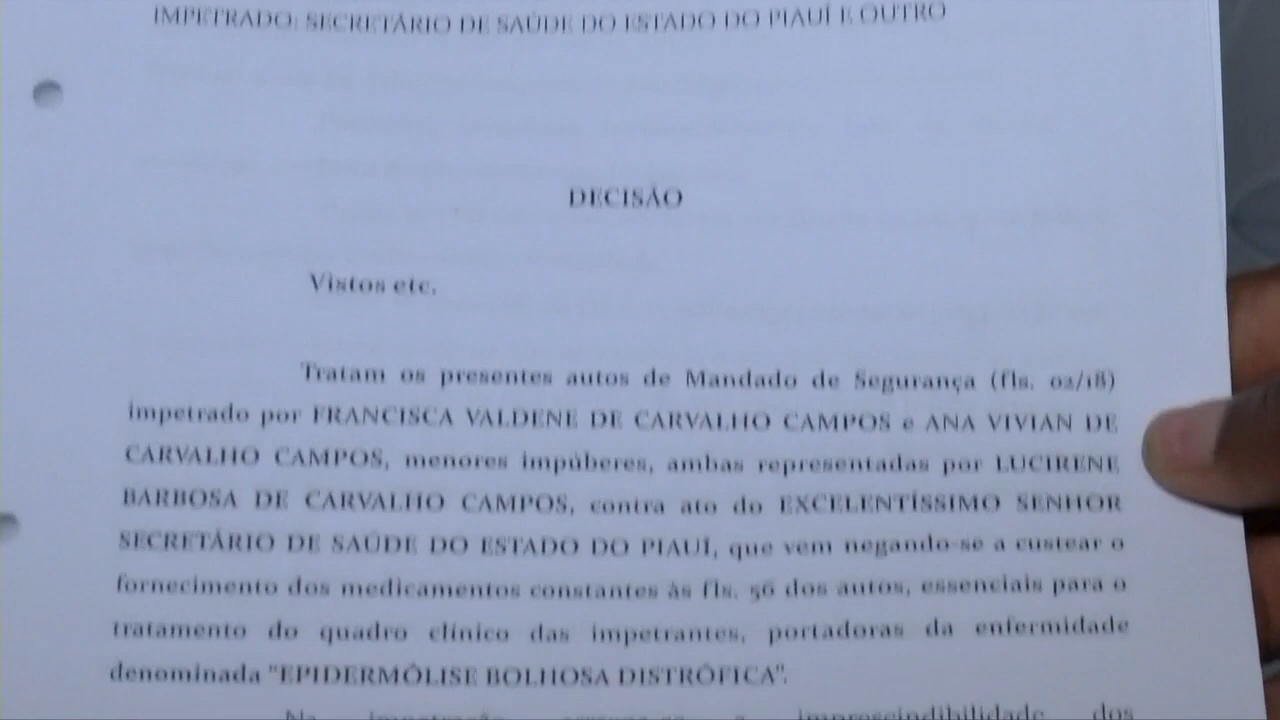 IMPETRADO: SECRETÁRIO DE SAÚDE DO ESTADO DO PIAUÍ E OUTRO
DECISÃO
Vistos etc.
Tratam os presentes autos de Mandado de Segurança (fls. 02/18)
impetrado por FRANCISCA VALDENE DE CARVALHO CAMPOS e ANA VIVIAN DE
CARVALHO CAMPOS, menores impúberes, ambas representadas por LUCIRENE
BARBOSA DE CARVALHO CAMPOS, contra ato do EXCELENTÍSSIMO SENHOR
SECRETÁRIO DE SAÚDE DO ESTADO DO PIAUÍ, que vem negando-se a custear o
fornecimento dos medicamentos constantes às fls. 56 dos autos, essenciais para o
tratamento do quadro clínico das impetrantes, portadoras da enfermidade
denominada "EPIDERMÓLISE BOLHOSA DISTRÓFICA".
Na impetração a imprescindibilidade dos